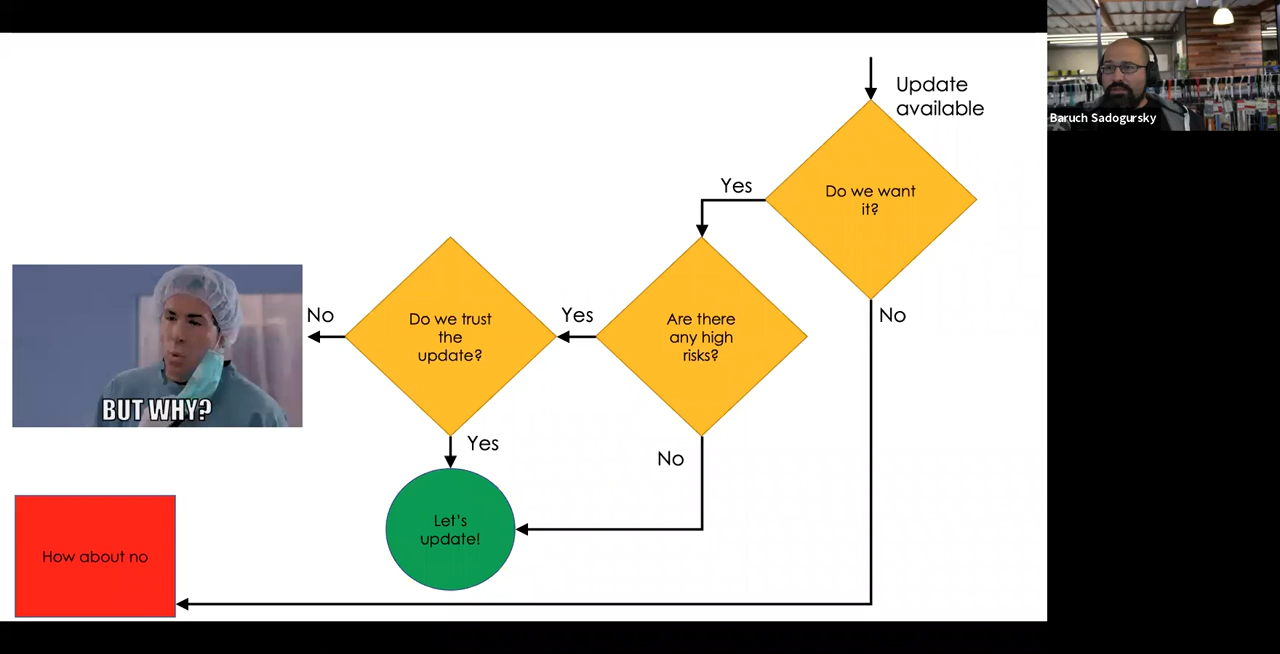 Update
available
Baruch Sadogursky
Do we want
it?
Yes
No
Are there
any high
risks?
Yes
No
Do we trust
the
update?
No
Yes
BUT WHY?
Let's
update!
How about no